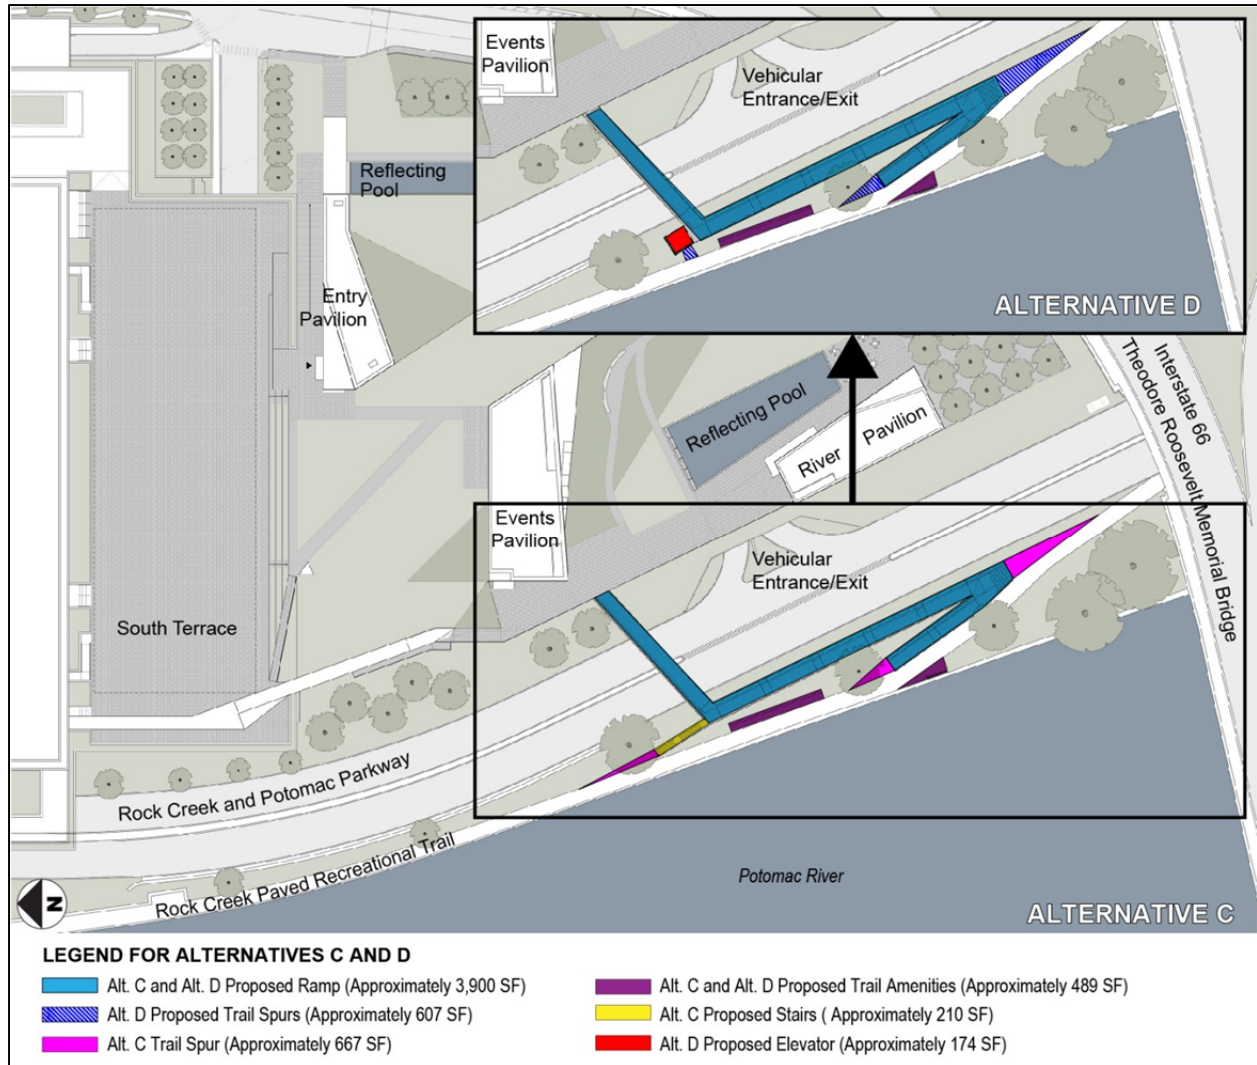 Events
Pavilion
Vehicular
Entrance/Exit
ALTERNATIVE D
Reflecting
Pool
Entry
Pavilion
Reflecting Pool
River Pavilion
Interstate 66
Theodore Roosevelt Memorial Bridge
Events
Pavilion
Vehicular
Entrance/Exit
South Terrace
Rock Creek and Potomac Parkway
Rock Creek Paved Recreational Trail
Potomac River
N
ALTERNATIVE C
LEGEND FOR ALTERNATIVES C AND D
Alt. C and Alt. D Proposed Ramp (Approximately 3,900 SF)
Alt. D Proposed Trail Spurs (Approximately 607 SF)
Alt. C Trail Spur (Approximately 667 SF)
Alt. C and Alt. D Proposed Trail Amenities (Approximately 489 SF)
Alt. C Proposed Stairs ( Approximately 210 SF)
Alt. D Proposed Elevator (Approximately 174 SF)